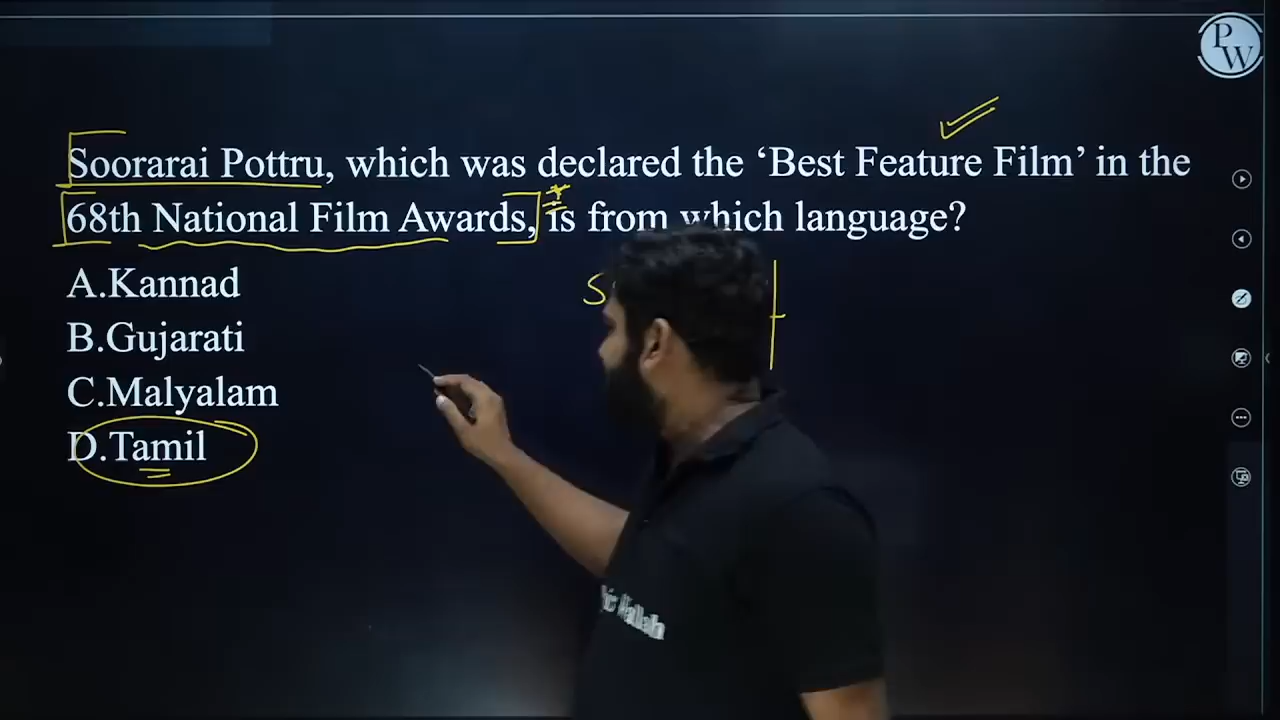 P
W
Soorarai Pottru, which was declared the ‘Best Feature Film’ in the
68th National Film Awards, is from which language?
A.Kannad
S
B.Gujarati
C.Malyalam
D.Tamil
Wallah